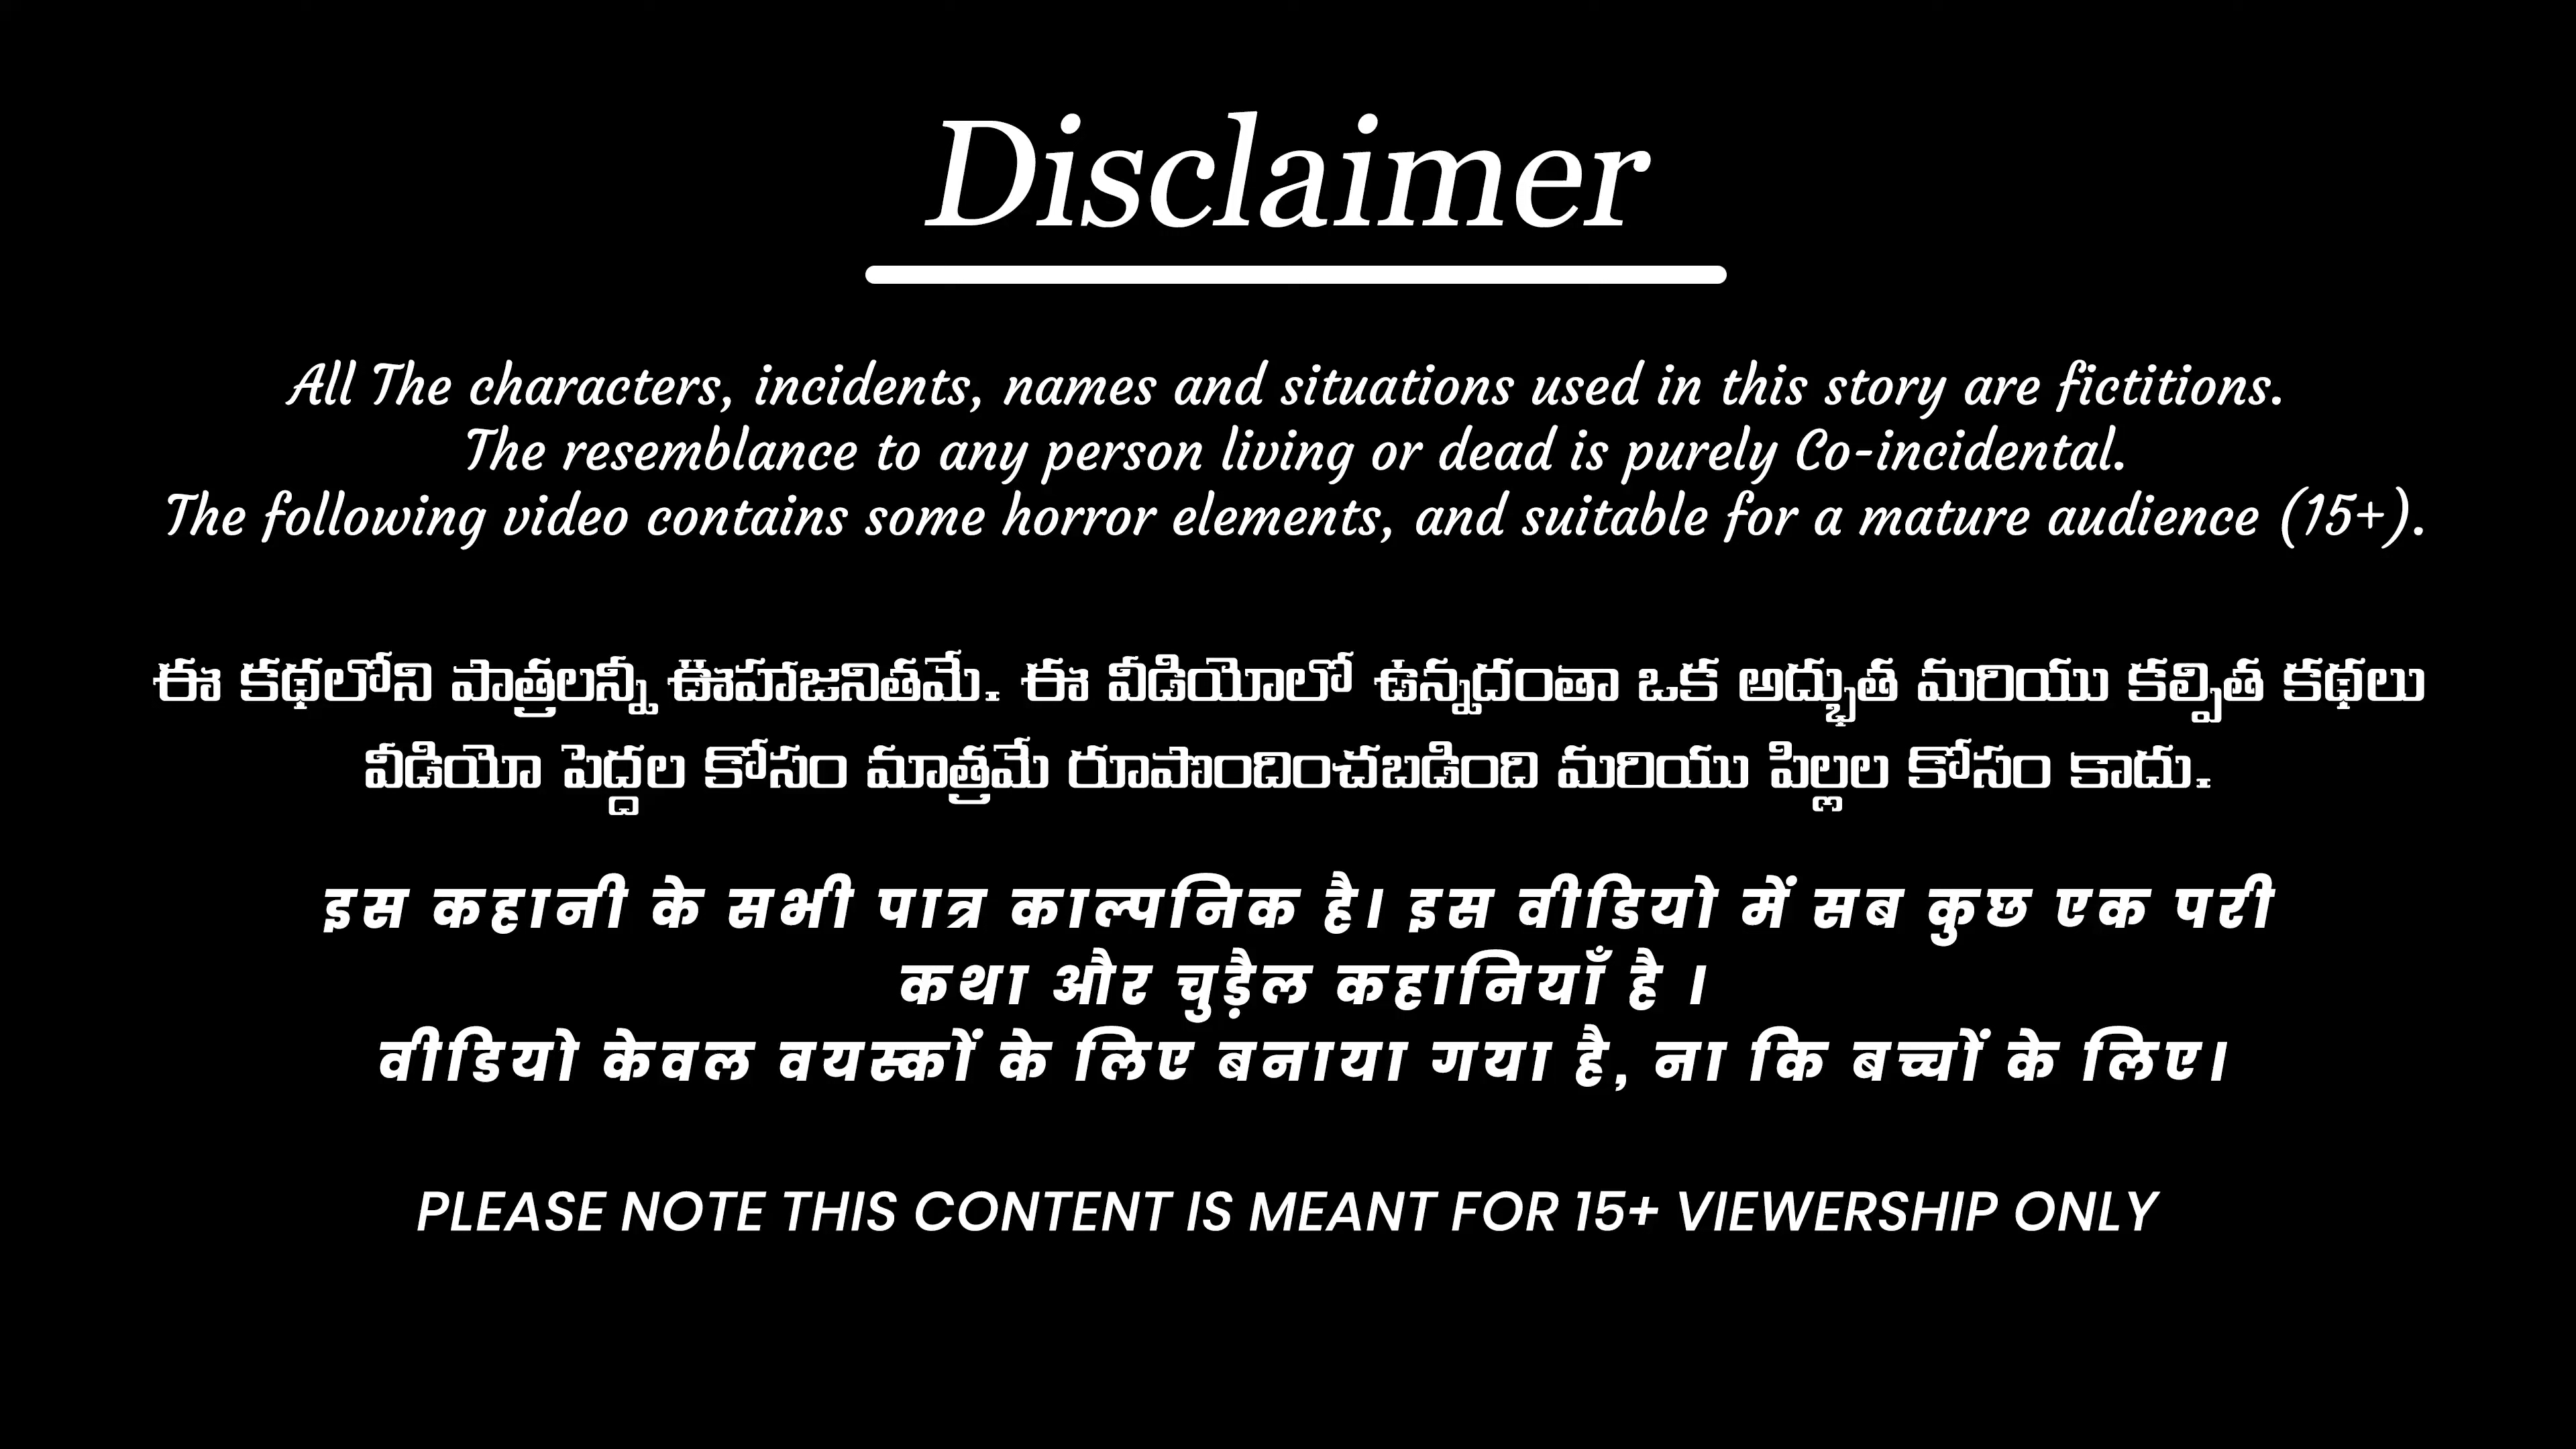 Disclaimer
All The characters, incidents, names and situations used in this story are fictitions.
The resemblance to any person living or dead is purely Co-incidental.
The following video contains some horror elements, and suitable for a mature audience (15+).
ఈ కథలోని పాత్రలన్నీ ఊహాజనితమే. ఈ వీడియోలో ఉన్నదంతా ఒక అద్భుత మరియు కల్పిత కథలు
వీడియో పెద్దల కోసం మాత్రమే రూపొందించబడింది మరియు పిల్లల కోసం కాదు.
इस कहानी के सभी पात्र काल्पनिक है। इस वीडियो में सब कुछ एक परी
कथा और चुड़ैल कहानियाँ है ।
वीडियो केवल वयस्कों के लिए बनाया गया है, ना कि बच्चों के लिए।
PLEASE NOTE THIS CONTENT IS MEANT FOR 15+ VIEWERSHIP ONLY